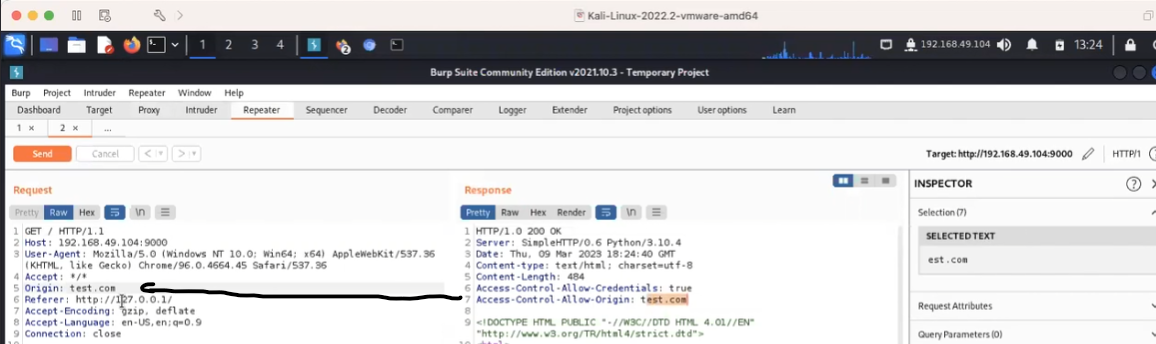 Kali-Linux-2022.2-vmware-amd64
1 2 3 4 192.168.49.104 13:24
Burp Suite Community Edition v2021.10.3 - Temporary Project
Burp Project Intruder Repeater Window Help
Dashboard Target Proxy Intruder Repeater Sequencer Decoder Comparer Logger Extender Project options User options Learn
1 × 2 × ...
Send Cancel < > Target: http://192.168.49.104:9000 HTTP/1 ?
Request
Pretty Raw Hex \n
1 GET / HTTP/1.1
2 Host: 192.168.49.104:9000
3 User-Agent: Mozilla/5.0 (Windows NT 10.0; Win64; x64) AppleWebKit/537.36
(KHTML, like Gecko) Chrome/96.0.4664.45 Safari/537.36
4 Accept: */*
5 Origin: test.com
6 Referer: http://127.0.0.1/
7 Accept-Encoding: gzip, deflate
8 Accept-Language: en-US,en;q=0.9
9 Connection: close
Response
Pretty Raw Hex Render \n
1 HTTP/1.0 200 OK
2 Server: SimpleHTTP/0.6 Python/3.10.4
3 Date: Thu, 09 Mar 2023 18:24:40 GMT
4 Content-type: text/html; charset=utf-8
5 Content-Length: 484
6 Access-Control-Allow-Credentials: true
7 Access-Control-Allow-Origin: test.com
8
9 <!DOCTYPE HTML PUBLIC "-//W3C//DTD HTML 4.01//EN"
"http://www.w3.org/TR/html4/strict.dtd">
INSPECTOR ?
Selection (7)
SELECTED TEXT
est.com
Request Attributes
Query Parameters (0)